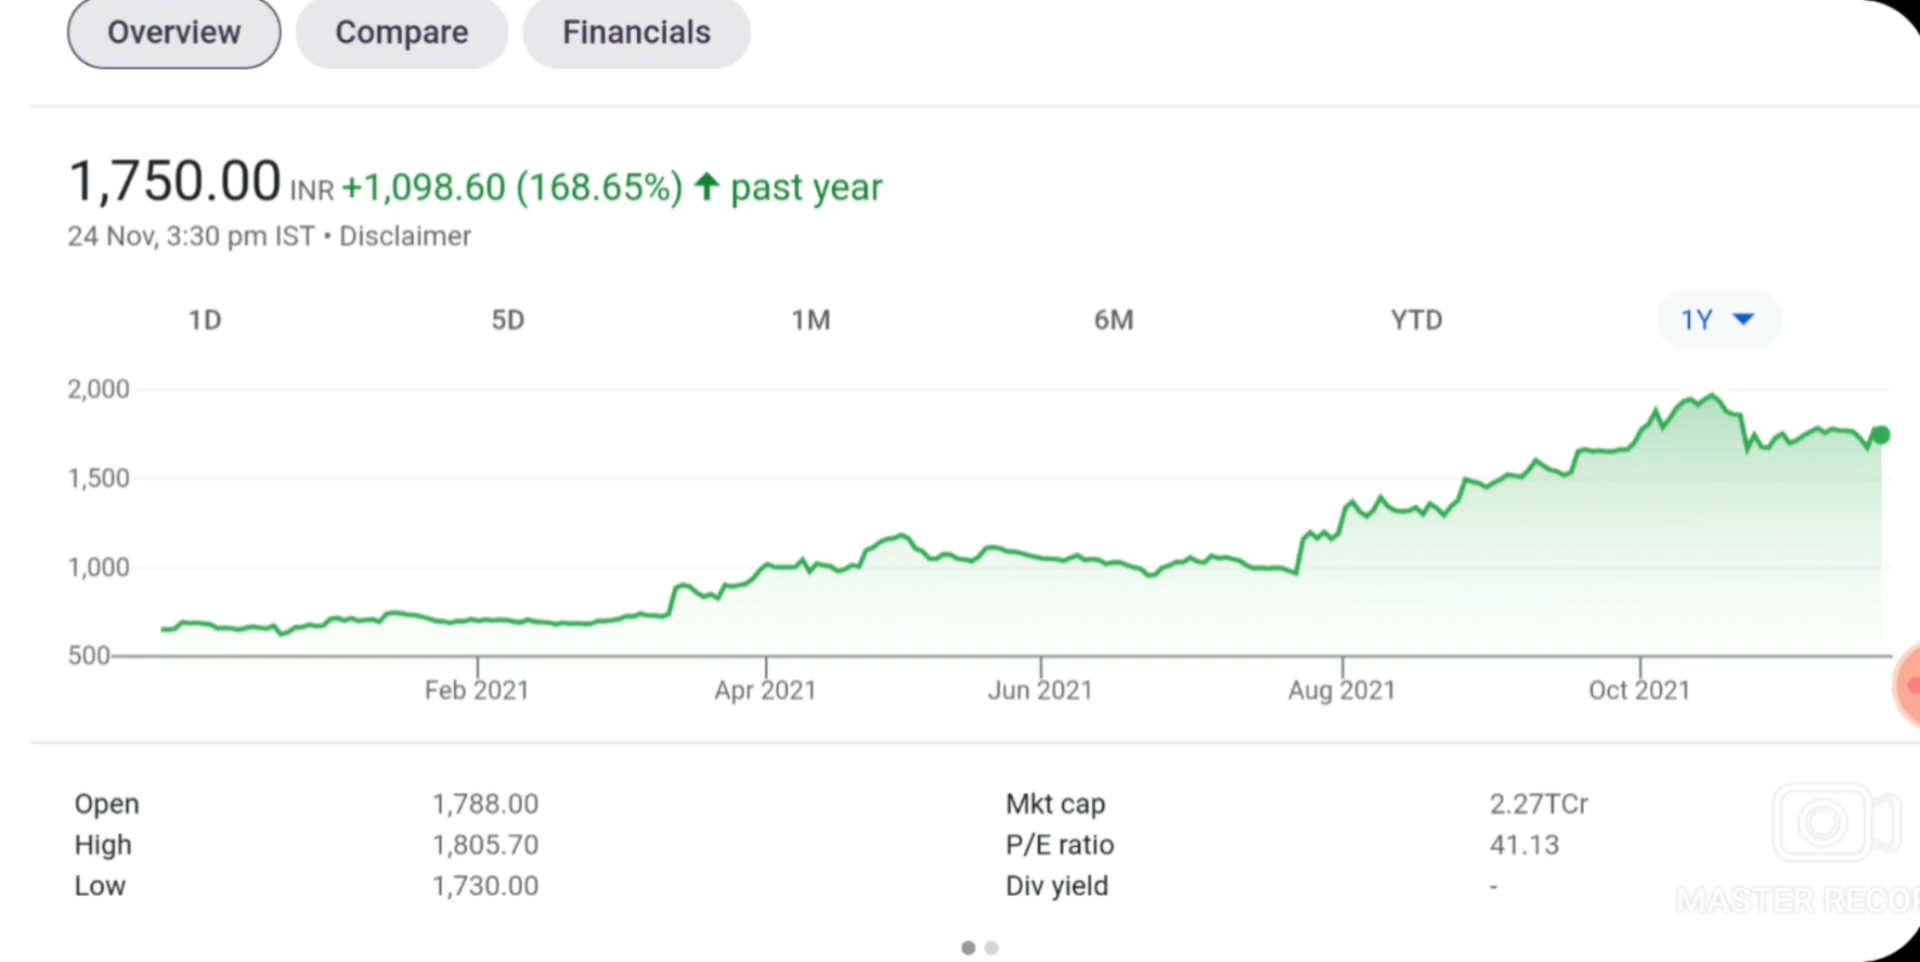 Overview Compare Financials
1,750.00 INR +1,098.60 (168.65%) ↑ past year
24 Nov, 3:30 pm IST • Disclaimer
1D 5D 1M 6M YTD 1Y
2,000
1,500
1,000
500
Feb 2021 Apr 2021 Jun 2021 Aug 2021 Oct 2021
Open 1,788.00 Mkt cap 2.27TCr
High 1,805.70 P/E ratio 41.13
Low 1,730.00 Div yield -
MASTER RECOR